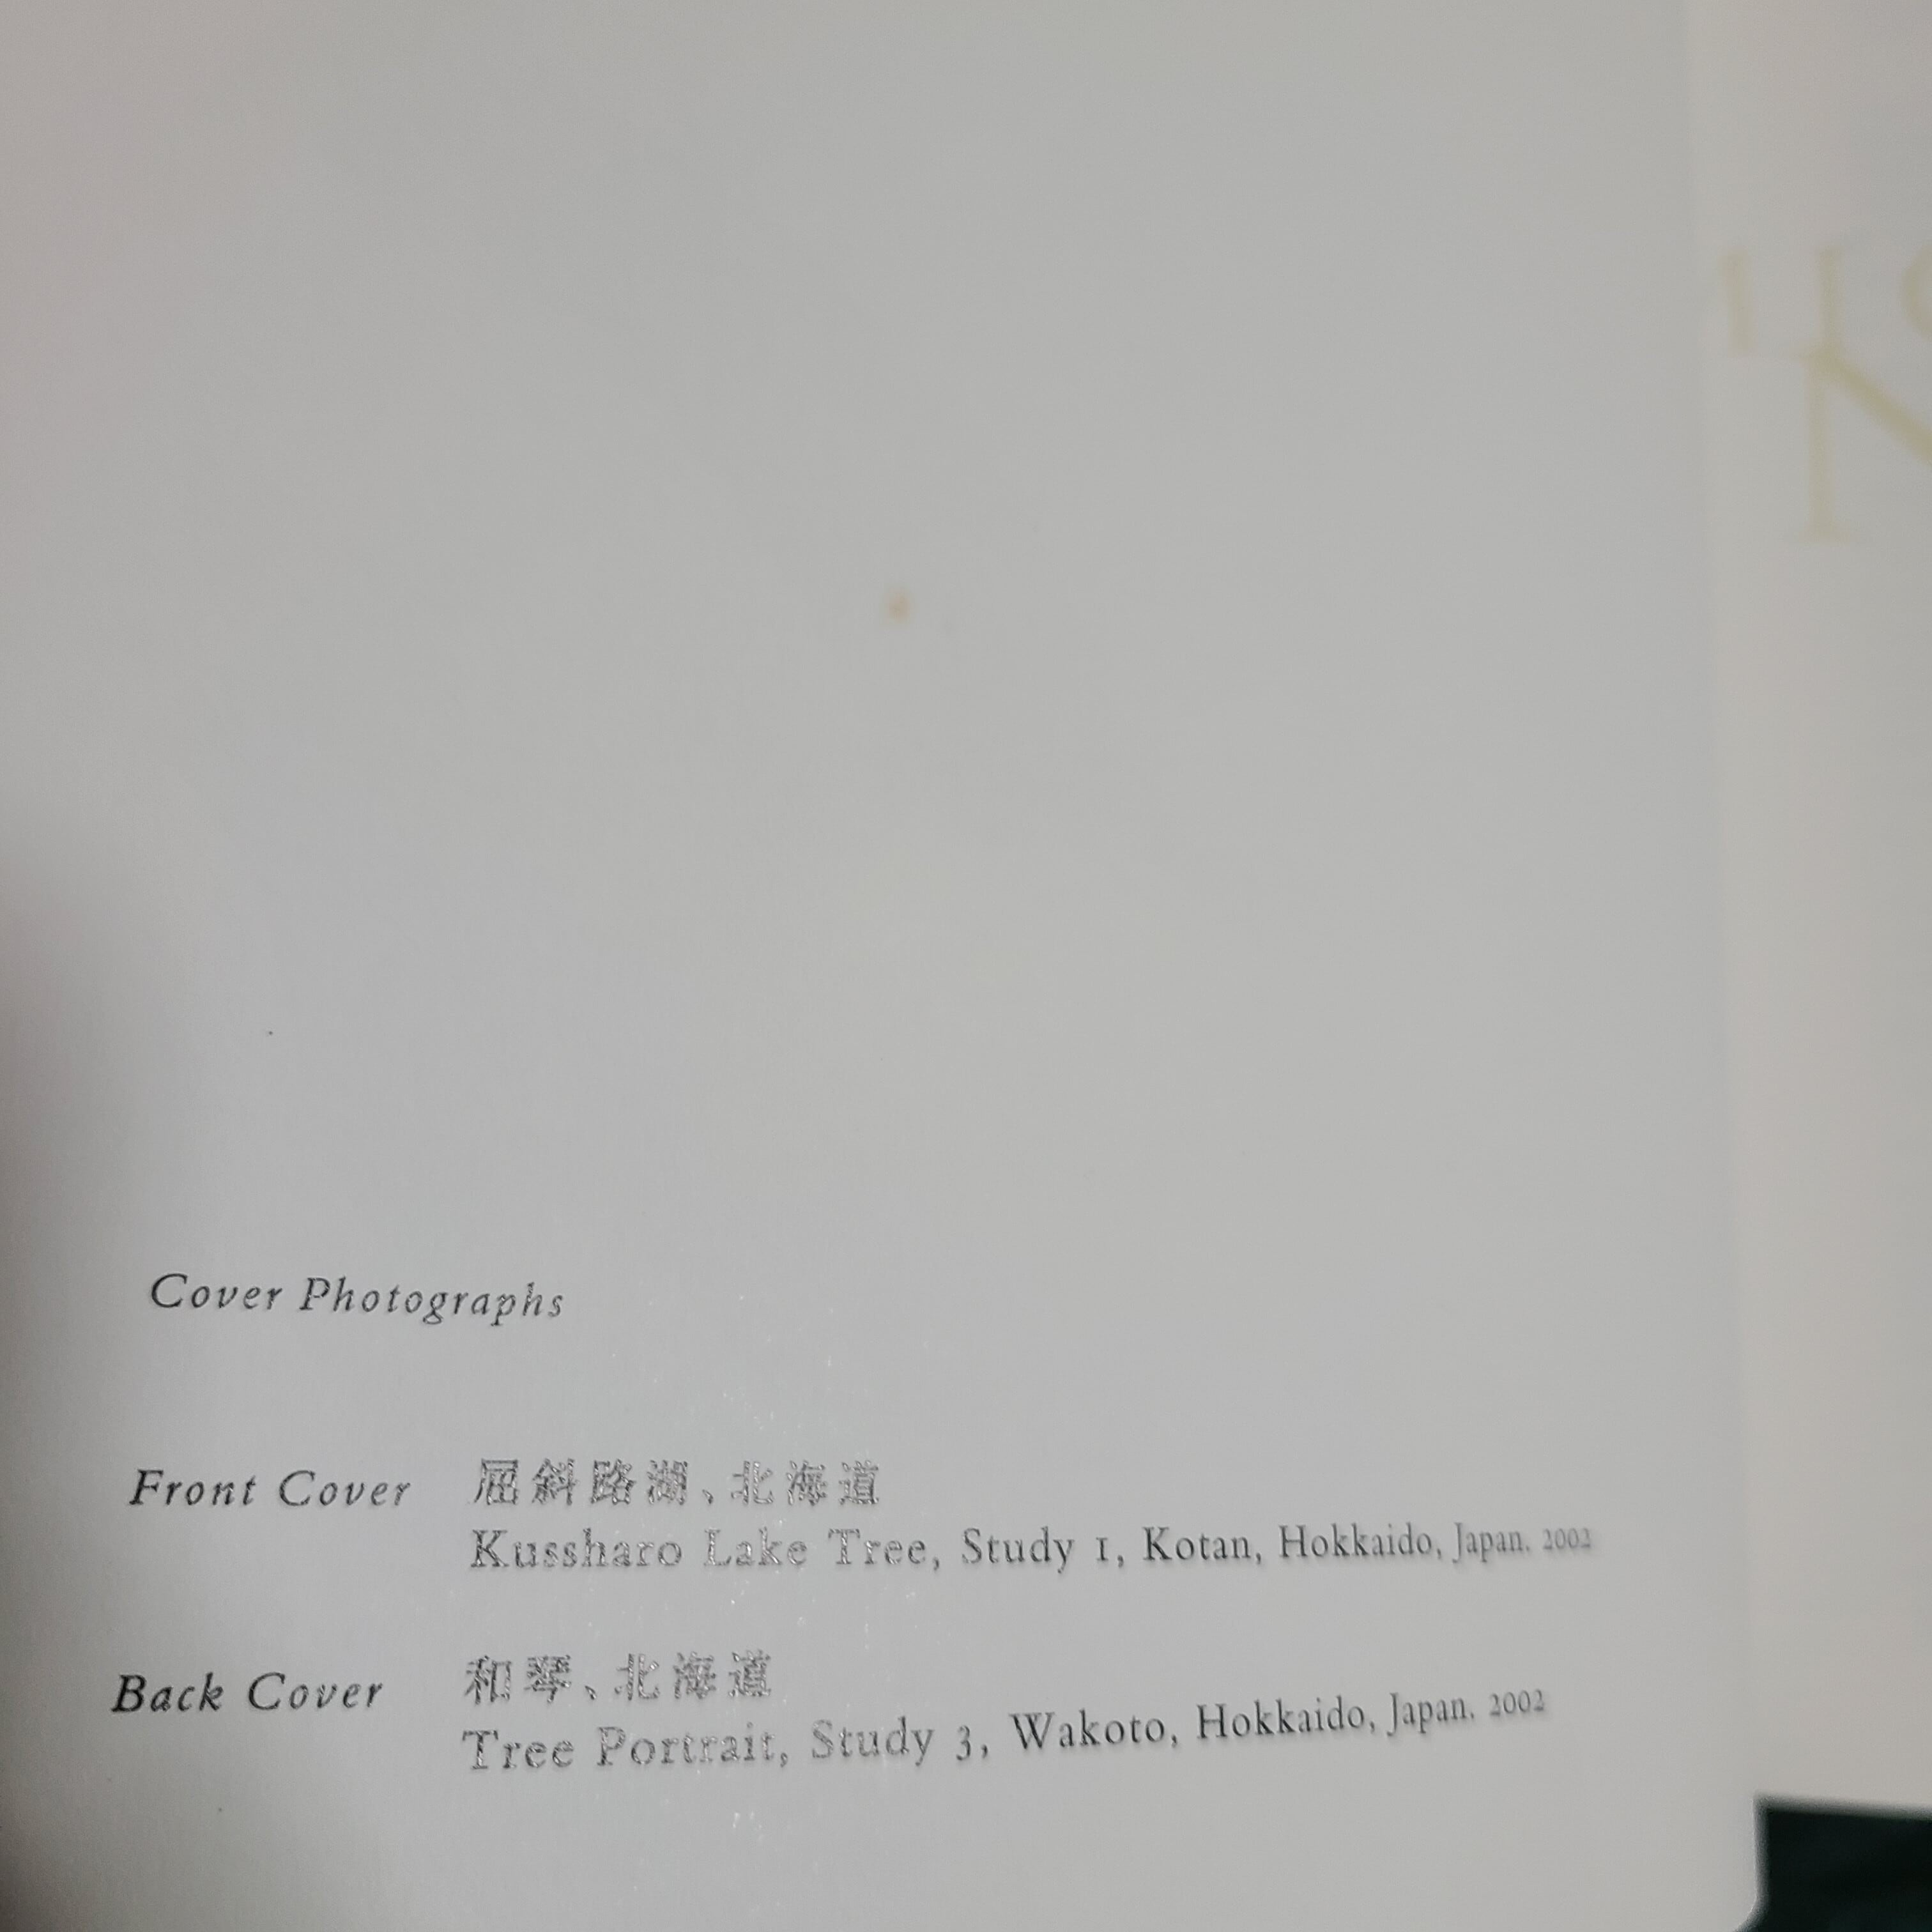 Cover Photographs
Front Cover 屈斜路湖、北海道
Kussharo Lake Tree, Study 1, Kotan, Hokkaido, Japan. 2002
Back Cover 和琴、北海道
Tree Portrait, Study 3, Wakoto, Hokkaido, Japan. 2002